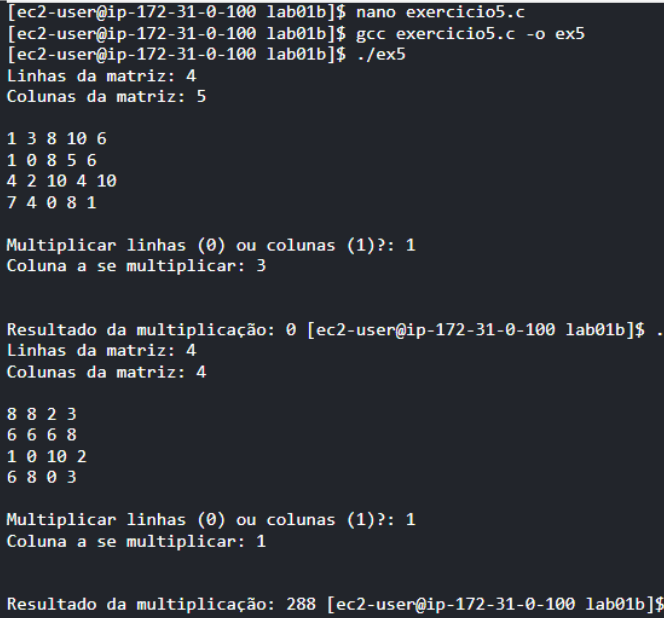 [ec2-user@ip-172-31-0-100 lab01b]$ nano exercicio5.c
[ec2-user@ip-172-31-0-100 lab01b]$ gcc exercicio5.c -o ex5
[ec2-user@ip-172-31-0-100 lab01b]$ ./ex5
Linhas da matriz: 4
Colunas da matriz: 5
1 3 8 10 6
1 0 8 5 6
4 2 10 4 10
7 4 0 8 1
Multiplicar linhas (0) ou colunas (1)?: 1
Coluna a se multiplicar: 3
Resultado da multiplicação: 0 [ec2-user@ip-172-31-0-100 lab01b]$ .
Linhas da matriz: 4
Colunas da matriz: 4
8 8 2 3
6 6 6 8
1 0 10 2
6 8 0 3
Multiplicar linhas (0) ou colunas (1)?: 1
Coluna a se multiplicar: 1
Resultado da multiplicação: 288 [ec2-user@ip-172-31-0-100 lab01b]$